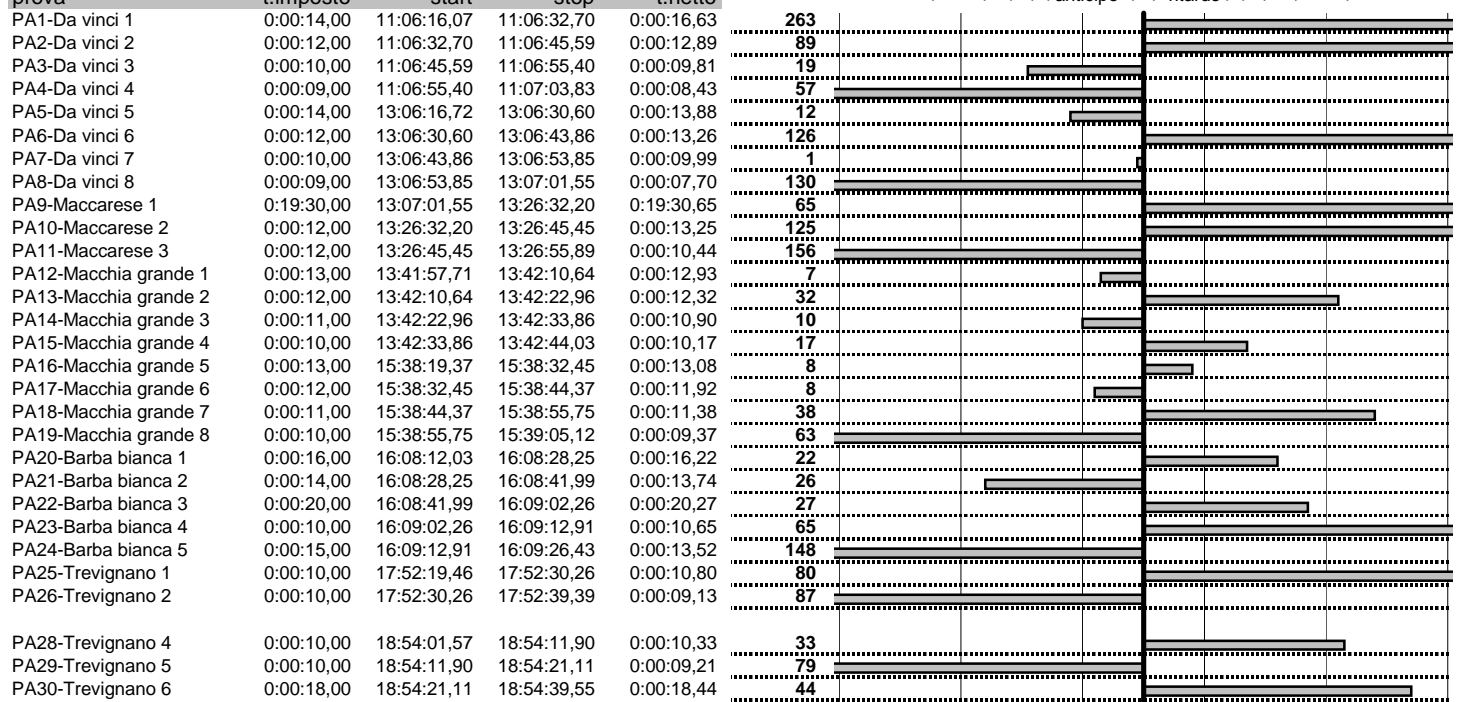 prova t.imposto start stop t.netto anticipo ritardo
PA1-Da vinci 1 0:00:14,00 11:06:16,07 11:06:32,70 0:00:16,63 263
PA2-Da vinci 2 0:00:12,00 11:06:32,70 11:06:45,59 0:00:12,89 89
PA3-Da vinci 3 0:00:10,00 11:06:45,59 11:06:55,40 0:00:09,81 19
PA4-Da vinci 4 0:00:09,00 11:06:55,40 11:07:03,83 0:00:08,43 57
PA5-Da vinci 5 0:00:14,00 13:06:16,72 13:06:30,60 0:00:13,88 12
PA6-Da vinci 6 0:00:12,00 13:06:30,60 13:06:43,86 0:00:13,26 126
PA7-Da vinci 7 0:00:10,00 13:06:43,86 13:06:53,85 0:00:09,99 1
PA8-Da vinci 8 0:00:09,00 13:06:53,85 13:07:01,55 0:00:07,70 130
PA9-Maccarese 1 0:19:30,00 13:07:01,55 13:26:32,20 0:19:30,65 65
PA10-Maccarese 2 0:00:12,00 13:26:32,20 13:26:45,45 0:00:13,25 125
PA11-Maccarese 3 0:00:12,00 13:26:45,45 13:26:55,89 0:00:10,44 156
PA12-Macchia grande 1 0:00:13,00 13:41:57,71 13:42:10,64 0:00:12,93 7
PA13-Macchia grande 2 0:00:12,00 13:42:10,64 13:42:22,96 0:00:12,32 32
PA14-Macchia grande 3 0:00:11,00 13:42:22,96 13:42:33,86 0:00:10,90 10
PA15-Macchia grande 4 0:00:10,00 13:42:33,86 13:42:44,03 0:00:10,17 17
PA16-Macchia grande 5 0:00:13,00 15:38:19,37 15:38:32,45 0:00:13,08 8
PA17-Macchia grande 6 0:00:12,00 15:38:32,45 15:38:44,37 0:00:11,92 8
PA18-Macchia grande 7 0:00:11,00 15:38:44,37 15:38:55,75 0:00:11,38 38
PA19-Macchia grande 8 0:00:10,00 15:38:55,75 15:39:05,12 0:00:09,37 63
PA20-Barba bianca 1 0:00:16,00 16:08:12,03 16:08:28,25 0:00:16,22 22
PA21-Barba bianca 2 0:00:14,00 16:08:28,25 16:08:41,99 0:00:13,74 26
PA22-Barba bianca 3 0:00:20,00 16:08:41,99 16:09:02,26 0:00:20,27 27
PA23-Barba bianca 4 0:00:10,00 16:09:02,26 16:09:12,91 0:00:10,65 65
PA24-Barba bianca 5 0:00:15,00 16:09:12,91 16:09:26,43 0:00:13,52 148
PA25-Trevignano 1 0:00:10,00 17:52:19,46 17:52:30,26 0:00:10,80 80
PA26-Trevignano 2 0:00:10,00 17:52:30,26 17:52:39,39 0:00:09,13 87
PA28-Trevignano 4 0:00:10,00 18:54:01,57 18:54:11,90 0:00:10,33 33
PA29-Trevignano 5 0:00:10,00 18:54:11,90 18:54:21,11 0:00:09,21 79
PA30-Trevignano 6 0:00:18,00 18:54:21,11 18:54:39,55 0:00:18,44 44